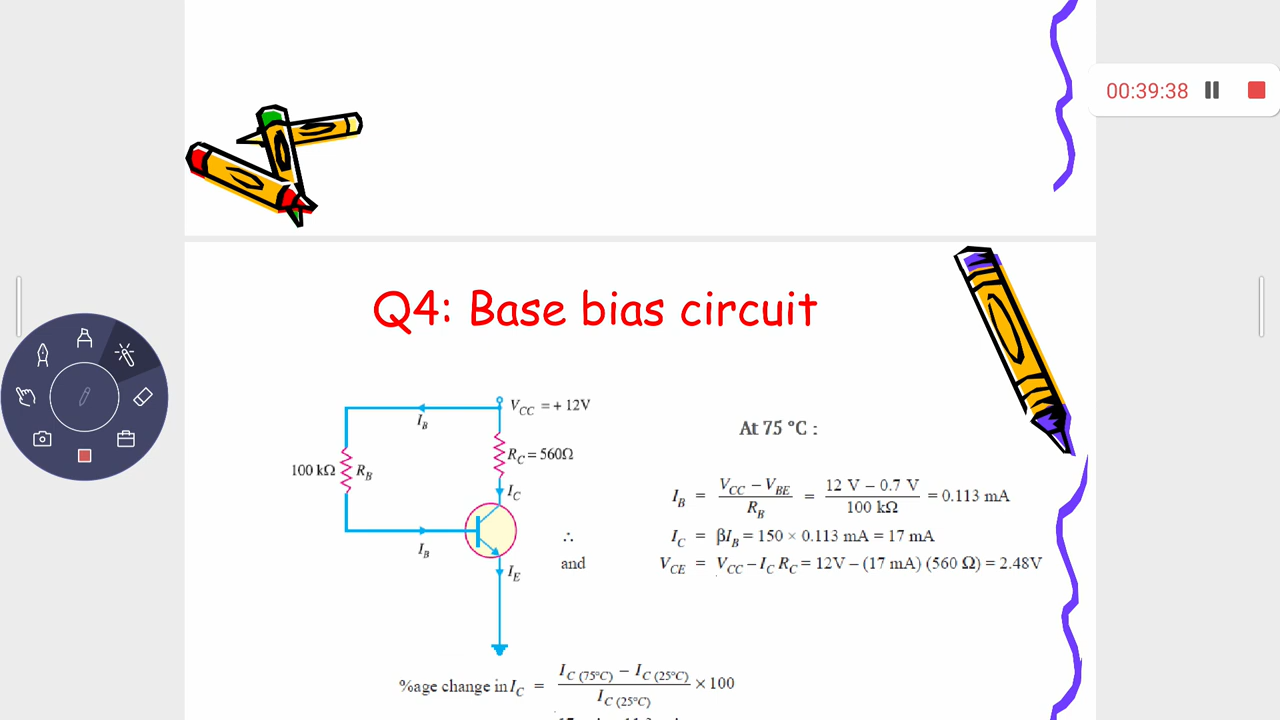 00:39:38
Q4: Base bias circuit
V_CC = + 12V
I_B
R_C = 560Ω
100 kΩ R_B
I_C
I_B
I_E
At 75 °C :
I_B = (V_CC − V_BE) / R_B = (12 V − 0.7 V) / 100 kΩ = 0.113 mA
∴ I_C = βI_B = 150 × 0.113 mA = 17 mA
and V_CE = V_CC − I_C R_C = 12V − (17 mA) (560 Ω) = 2.48V
%age change in I_C = (I_C (75°C) − I_C (25°C)) / I_C (25°C) × 100